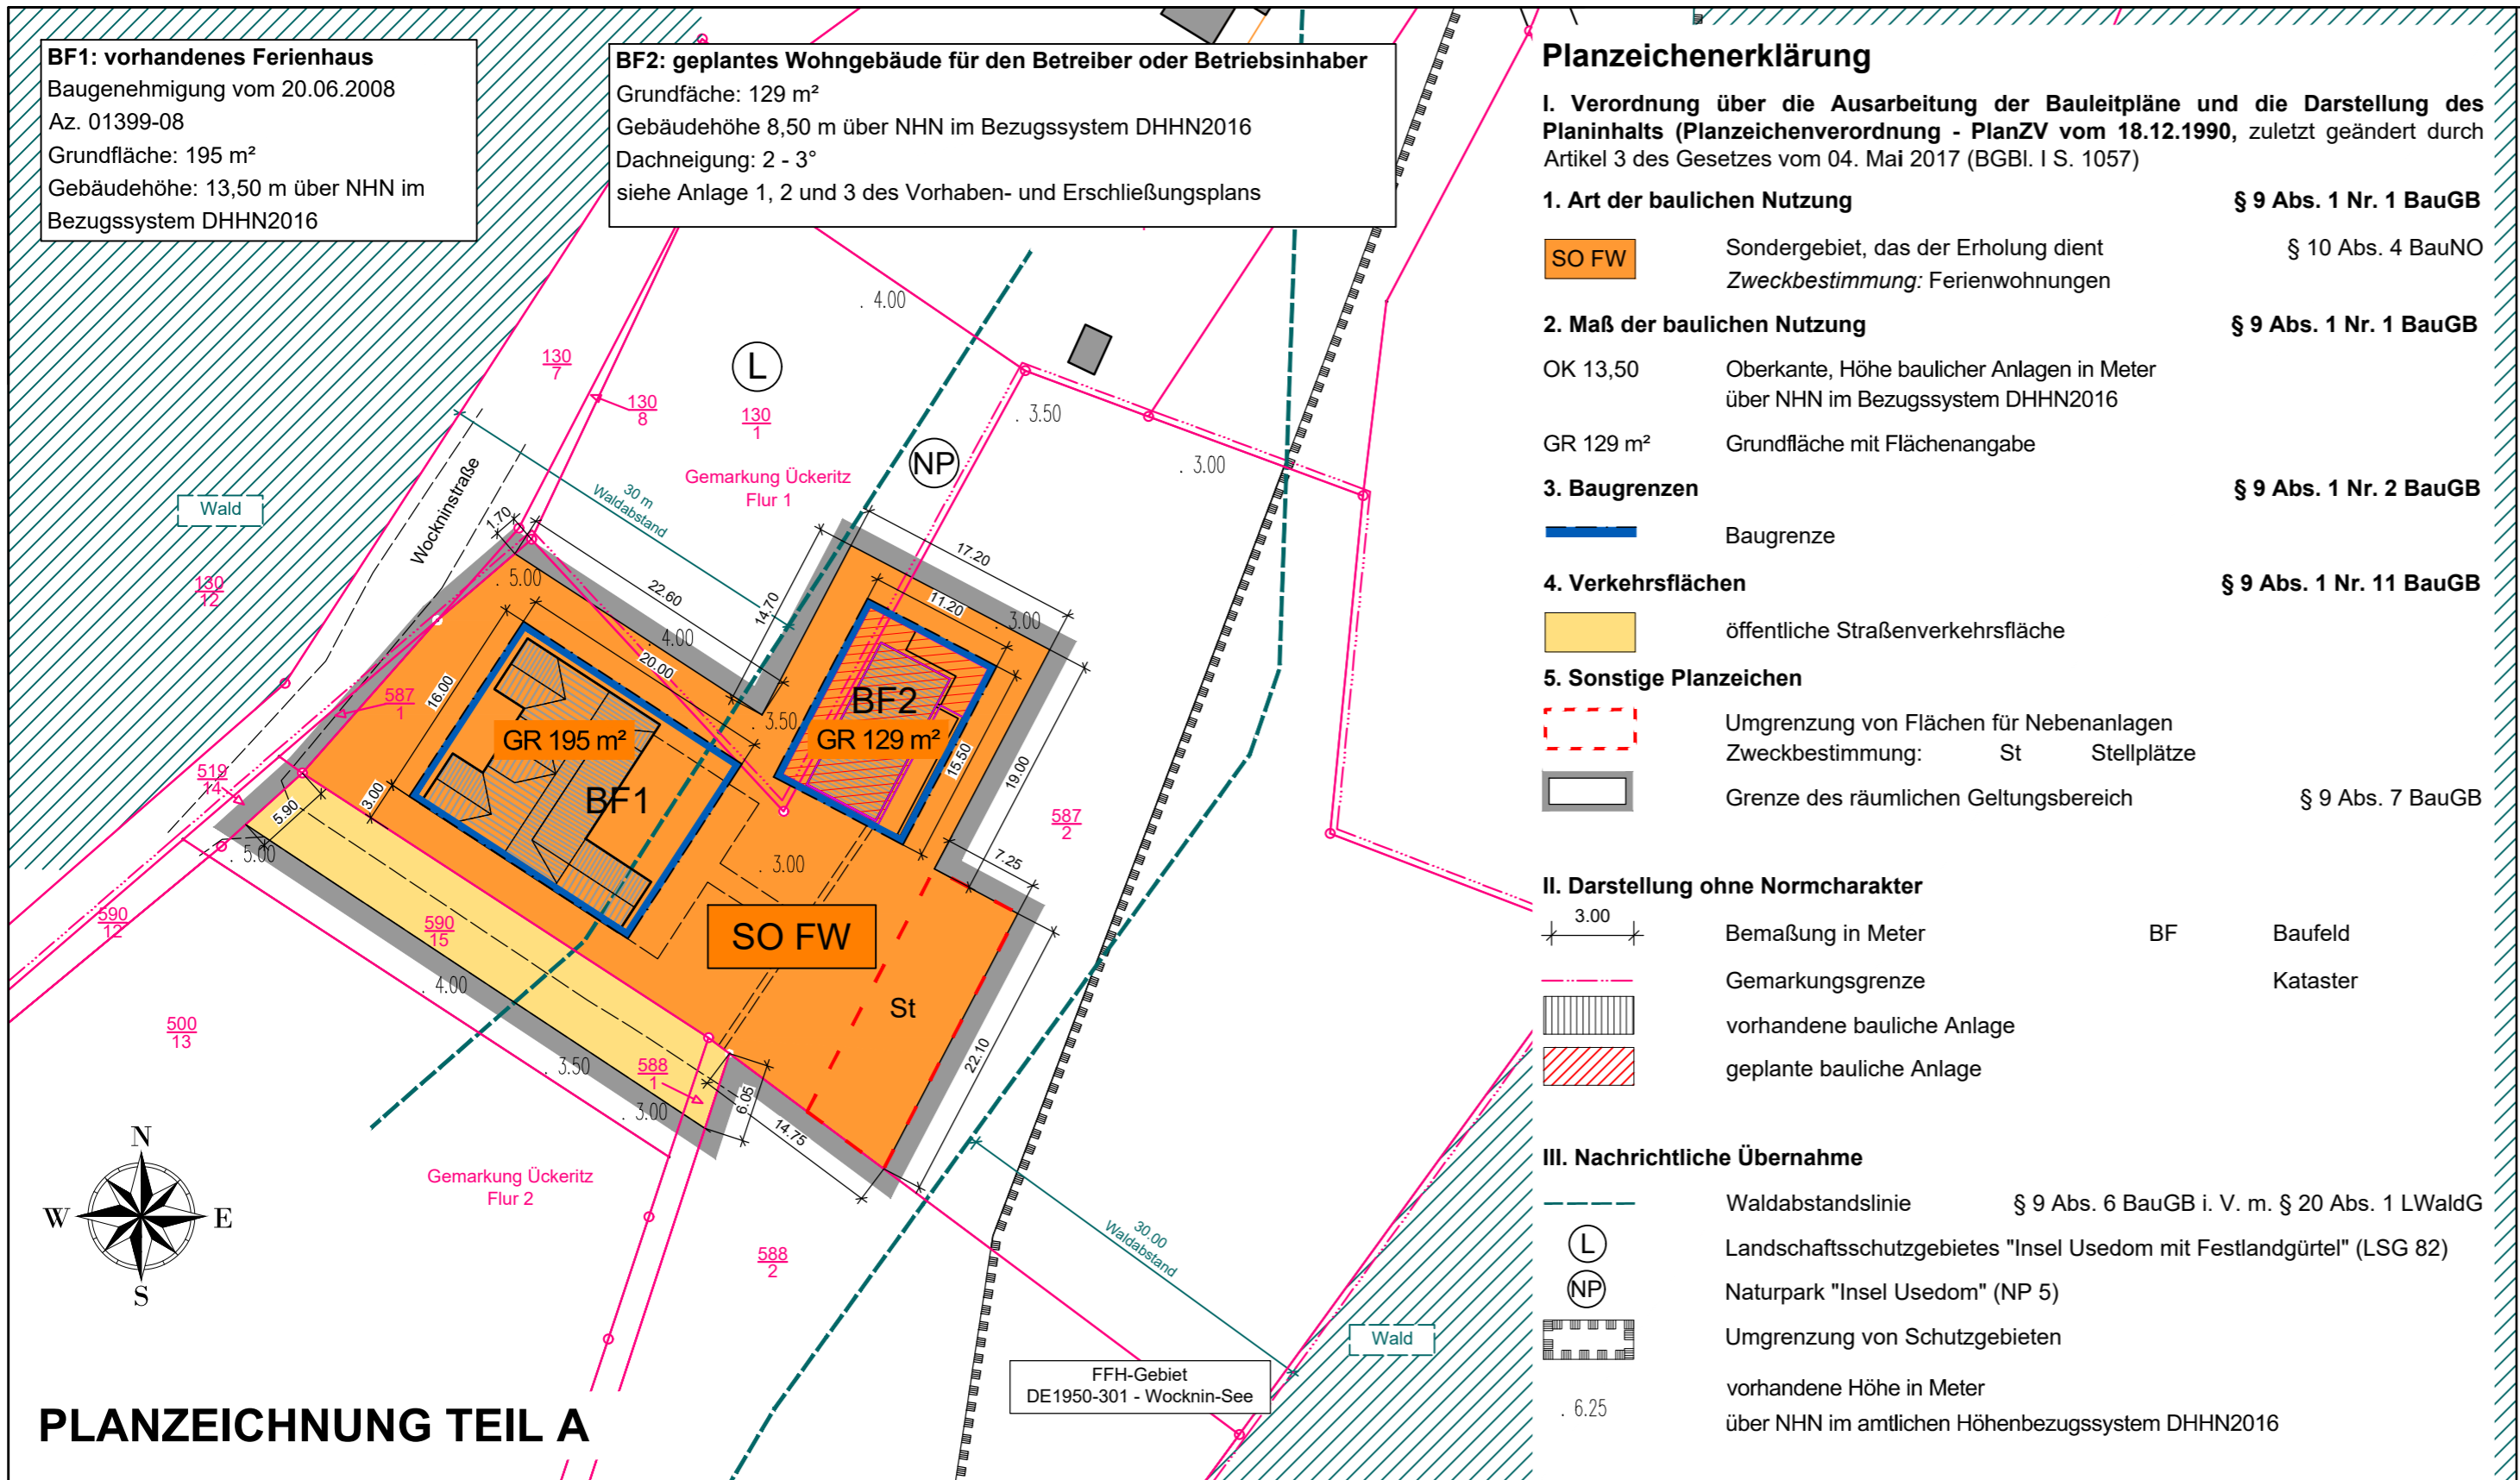 BF1: vorhandenes Ferienhaus
Baugenehmigung vom 20.06.2008
Az. 01399-08
Grundfläche: 195 m²
Gebäudehöhe: 13,50 m über NHN im
Bezugssystem DHHN2016
BF2: geplantes Wohngebäude für den Betreiber oder Betriebsinhaber
Grundfäche: 129 m²
Gebäudehöhe 8,50 m über NHN im Bezugssystem DHHN2016
Dachneigung: 2 - 3°
siehe Anlage 1, 2 und 3 des Vorhaben- und Erschließungsplans
. 4.00
130
7
130
8
L
130
1
. 3.50
NP
. 3.00
Gemarkung Ückeritz
Flur 1
30 m
Waldabstand
Wald
Wockninstraße
1.70
130
12
. 5.00
22.60
14.70
17.20
11.20
. 3.00
. 4.00
20.00
16.00
587
1
BF2
GR 129 m²
. 3.50
GR 195 m²
15.50
19.00
BF1
519
14
5.90
3.00
587
2
. 5.00
. 3.00
7.25
590
12
590
15
SO FW
. 4.00
St
500
13
22.10
. 3.50
588
1
6.05
. 3.00
14.75
N
W
E
S
Gemarkung Ückeritz
Flur 2
588
2
30.00
Waldabstand
Wald
FFH-Gebiet
DE1950-301 - Wocknin-See
PLANZEICHNUNG TEIL A
Planzeichenerklärung
I. Verordnung über die Ausarbeitung der Bauleitpläne und die Darstellung des
Planinhalts (Planzeichenverordnung - PlanZV vom 18.12.1990, zuletzt geändert durch
Artikel 3 des Gesetzes vom 04. Mai 2017 (BGBl. I S. 1057)
1. Art der baulichen Nutzung § 9 Abs. 1 Nr. 1 BauGB
SO FW Sondergebiet, das der Erholung dient § 10 Abs. 4 BauNO
Zweckbestimmung: Ferienwohnungen
2. Maß der baulichen Nutzung § 9 Abs. 1 Nr. 1 BauGB
OK 13,50 Oberkante, Höhe baulicher Anlagen in Meter
über NHN im Bezugssystem DHHN2016
GR 129 m² Grundfläche mit Flächenangabe
3. Baugrenzen § 9 Abs. 1 Nr. 2 BauGB
Baugrenze
4. Verkehrsflächen § 9 Abs. 1 Nr. 11 BauGB
öffentliche Straßenverkehrsfläche
5. Sonstige Planzeichen
Umgrenzung von Flächen für Nebenanlagen
Zweckbestimmung: St Stellplätze
Grenze des räumlichen Geltungsbereich § 9 Abs. 7 BauGB
II. Darstellung ohne Normcharakter
3.00 Bemaßung in Meter BF Baufeld
Gemarkungsgrenze Kataster
vorhandene bauliche Anlage
geplante bauliche Anlage
III. Nachrichtliche Übernahme
Waldabstandslinie § 9 Abs. 6 BauGB i. V. m. § 20 Abs. 1 LWaldG
L Landschaftsschutzgebietes "Insel Usedom mit Festlandgürtel" (LSG 82)
NP Naturpark "Insel Usedom" (NP 5)
Umgrenzung von Schutzgebieten
vorhandene Höhe in Meter
. 6.25 über NHN im amtlichen Höhenbezugssystem DHHN2016